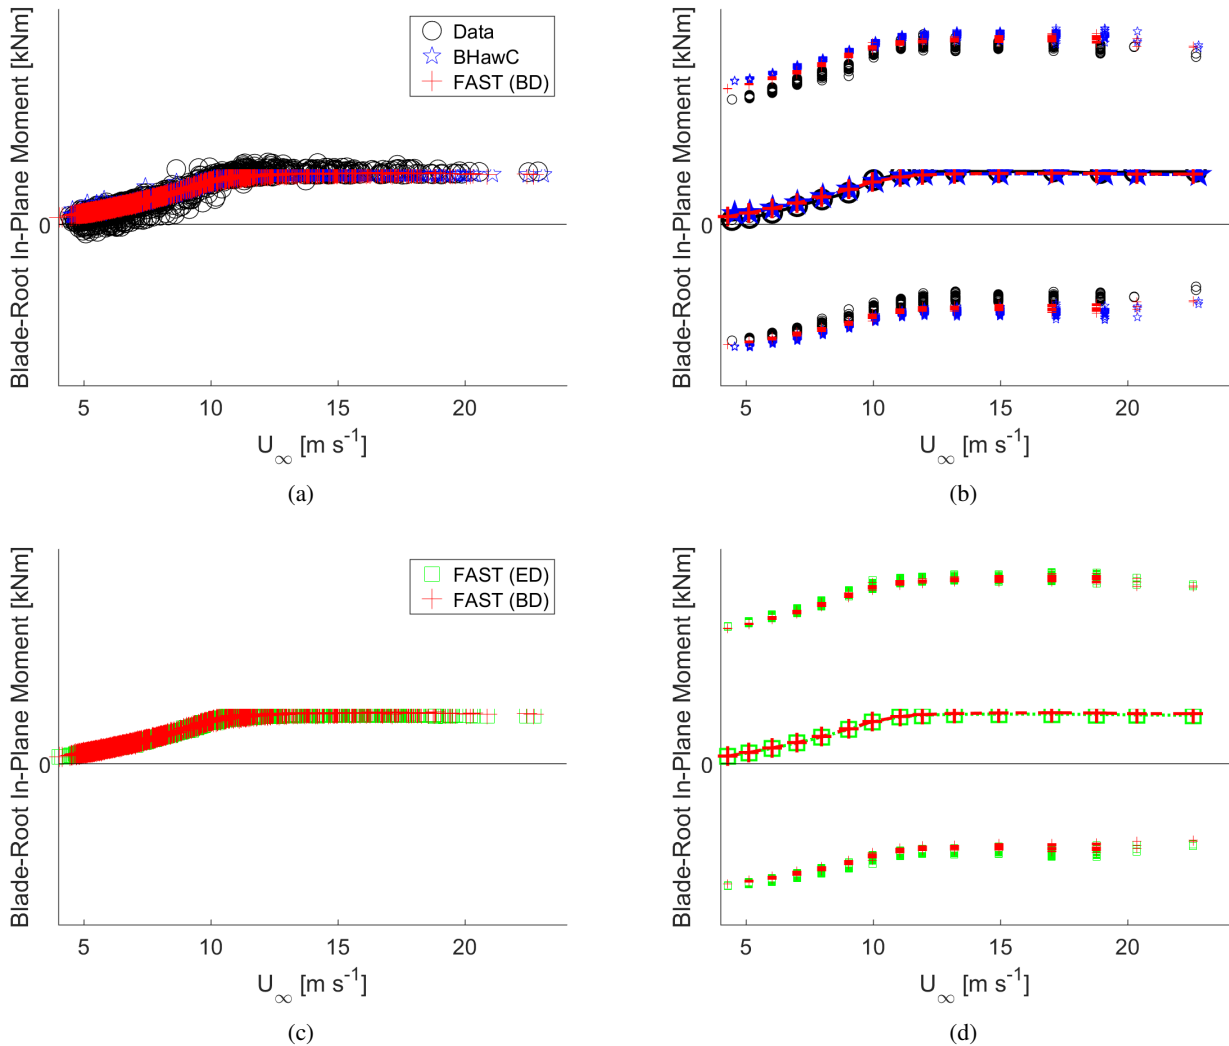 Blade-Root In-Plane Moment [kNm]
Data
BHawC
FAST (BD)
0
5
10
15
20
U∞ [m s-1]
(a)
Blade-Root In-Plane Moment [kNm]
0
5
10
15
20
U∞ [m s-1]
(b)
Blade-Root In-Plane Moment [kNm]
FAST (ED)
FAST (BD)
0
5
10
15
20
U∞ [m s-1]
(c)
Blade-Root In-Plane Moment [kNm]
0
5
10
15
20
U∞ [m s-1]
(d)